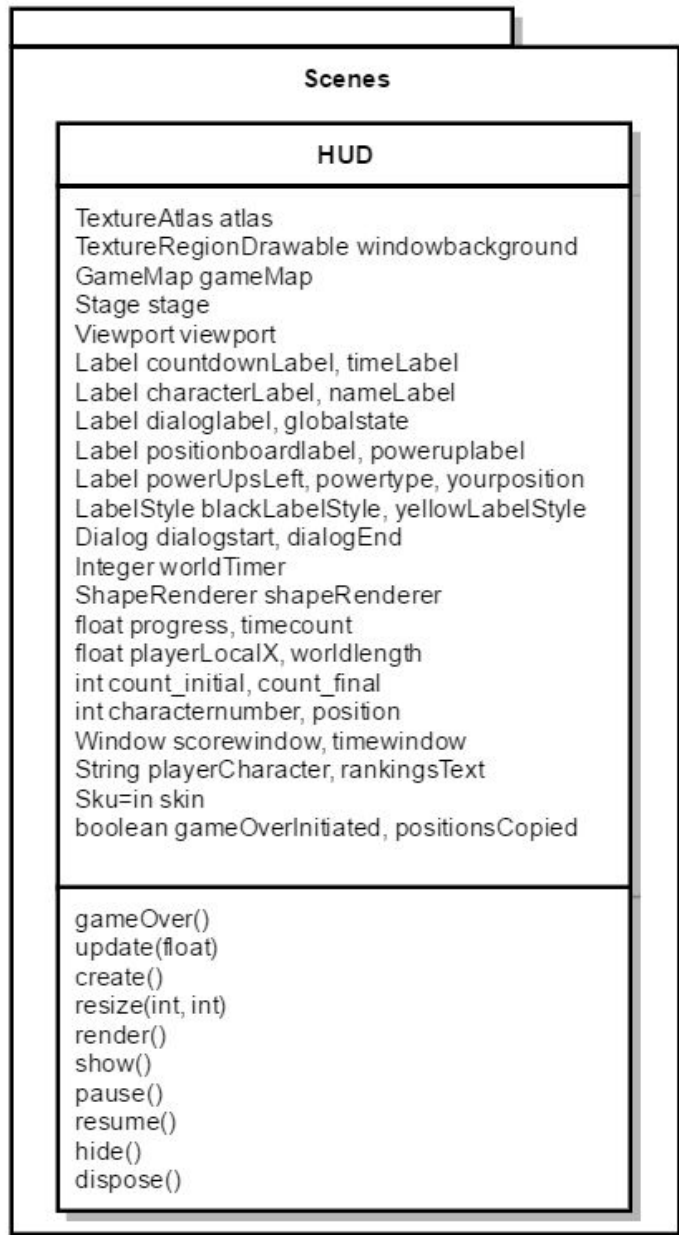 Scenes
HUD
TextureAtlas atlas
TextureRegionDrawable windowbackground
GameMap gameMap
Stage stage
Viewport viewport
Label countdownLabel, timeLabel
Label characterLabel, nameLabel
Label dialoglabel, globalstate
Label positionboardlabel, poweruplabel
Label powerUpsLeft, powertype, yourposition
LabelStyle blackLabelStyle, yellowLabelStyle
Dialog dialogstart, dialogEnd
Integer worldTimer
ShapeRenderer shapeRenderer
float progress, timecount
float playerLocalX, worldlength
int count_initial, count_final
int characternumber, position
Window scorewindow, timewindow
String playerCharacter, rankingsText
Sku=in skin
boolean gameOverInitiated, positionsCopied
gameOver()
update(float)
create()
resize(int, int)
render()
show()
pause()
resume()
hide()
dispose()